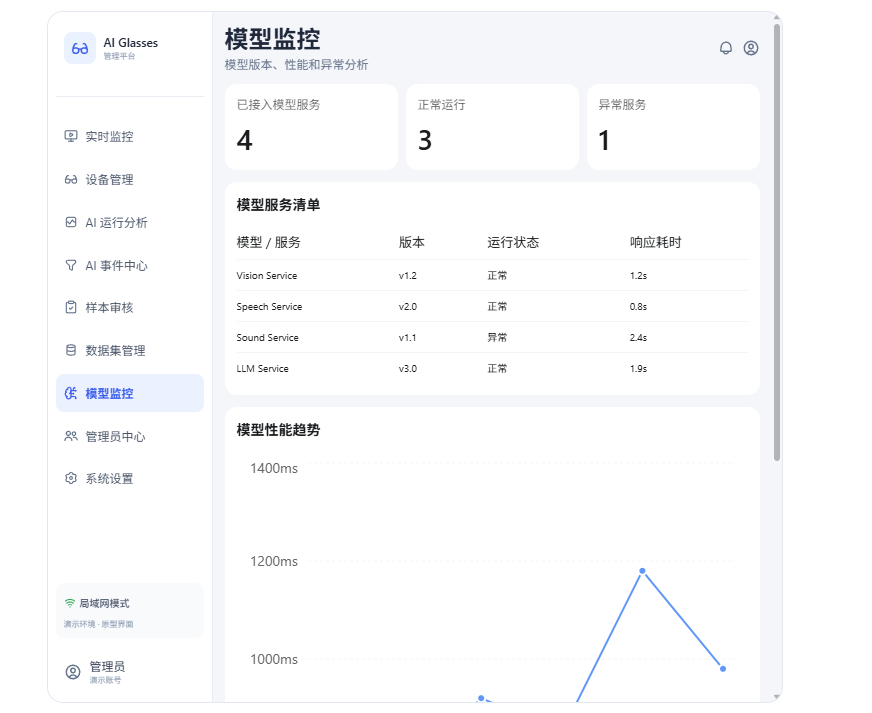 AI Glasses
管理平台
实时监控
设备管理
AI 运行分析
AI 事件中心
样本审核
数据集管理
模型监控
管理员中心
系统设置
局域网模式
演示环境 · 原型界面
管理员
演示账号
模型监控
模型版本、性能和异常分析
已接入模型服务
4
正常运行
3
异常服务
1
模型服务清单
模型 / 服务 版本 运行状态 响应耗时
Vision Service v1.2 正常 1.2s
Speech Service v2.0 正常 0.8s
Sound Service v1.1 异常 2.4s
LLM Service v3.0 正常 1.9s
模型性能趋势
1400ms
1200ms
1000ms